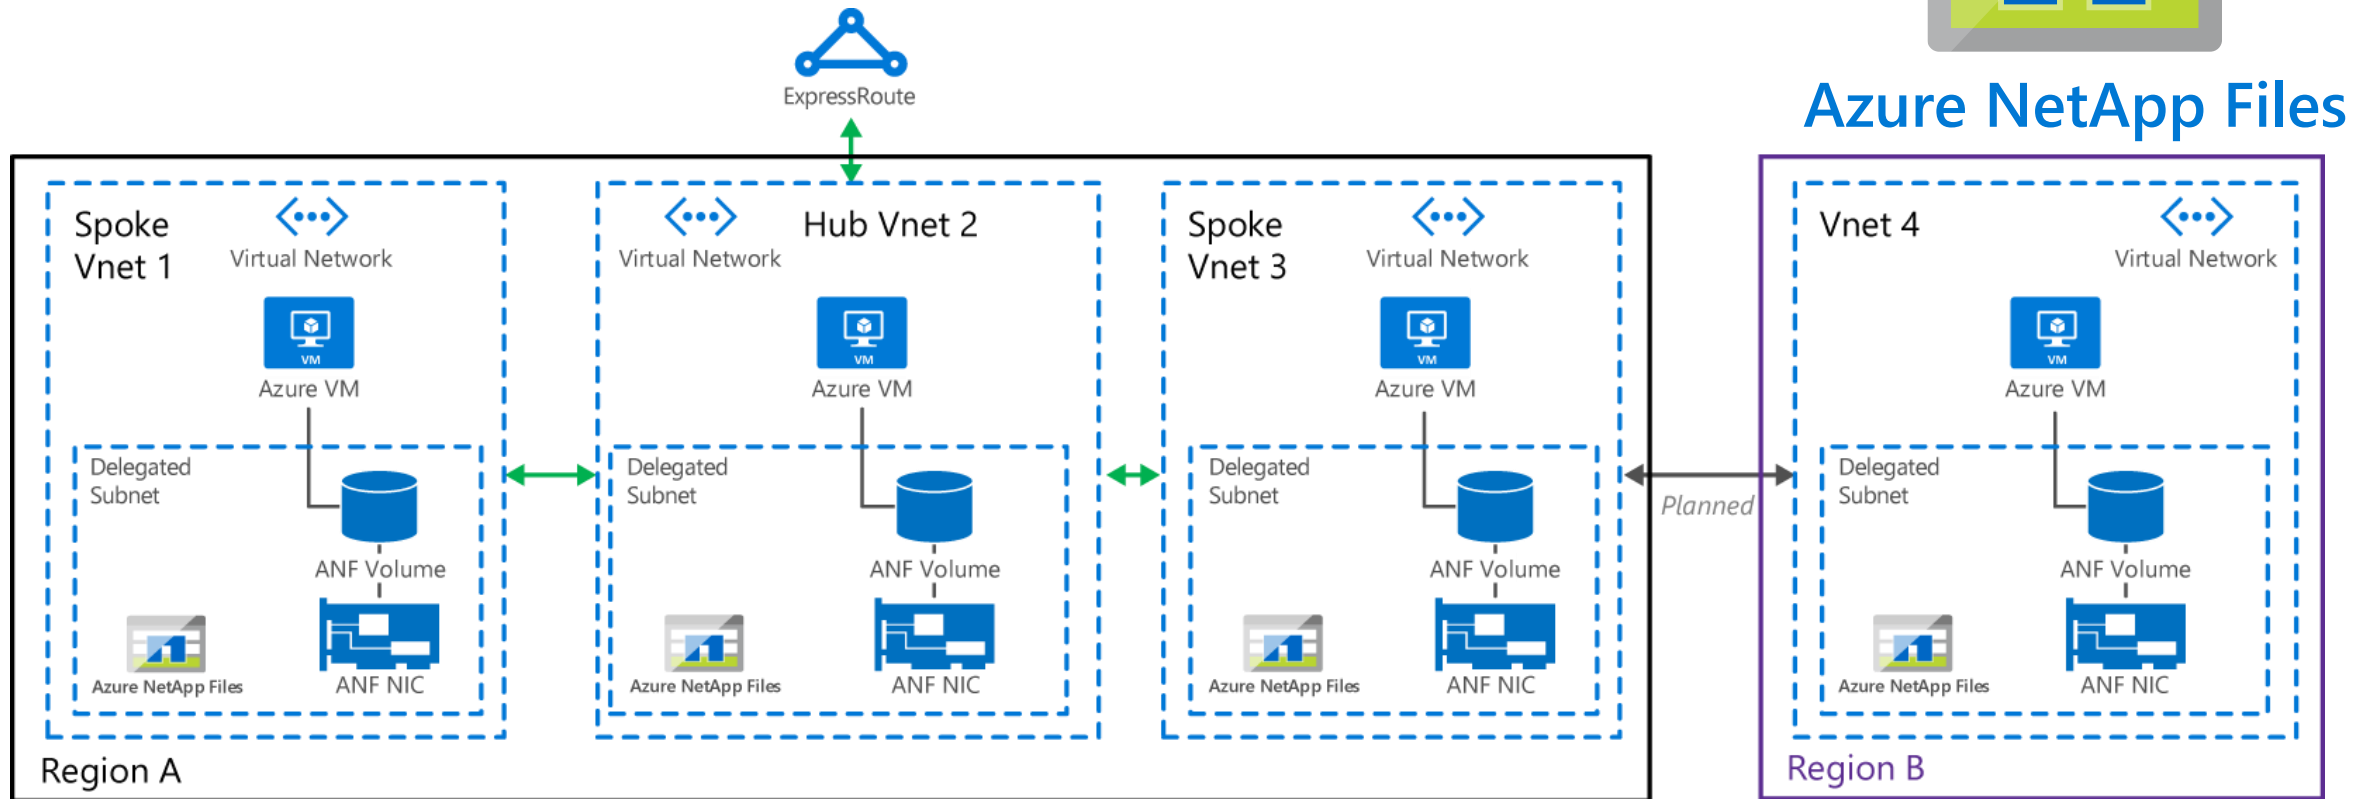 ExpressRoute
Azure NetApp Files
Spoke
Vnet 1
Virtual Network
VM
Azure VM
Delegated
Subnet
ANF Volume
Azure NetApp Files
ANF NIC
Virtual Network
Hub Vnet 2
VM
Azure VM
Delegated
Subnet
ANF Volume
Azure NetApp Files
ANF NIC
Spoke
Vnet 3
Virtual Network
VM
Azure VM
Delegated
Subnet
ANF Volume
Azure NetApp Files
ANF NIC
Region A
Planned
Vnet 4
Virtual Network
VM
Azure VM
Delegated
Subnet
ANF Volume
Azure NetApp Files
ANF NIC
Region B